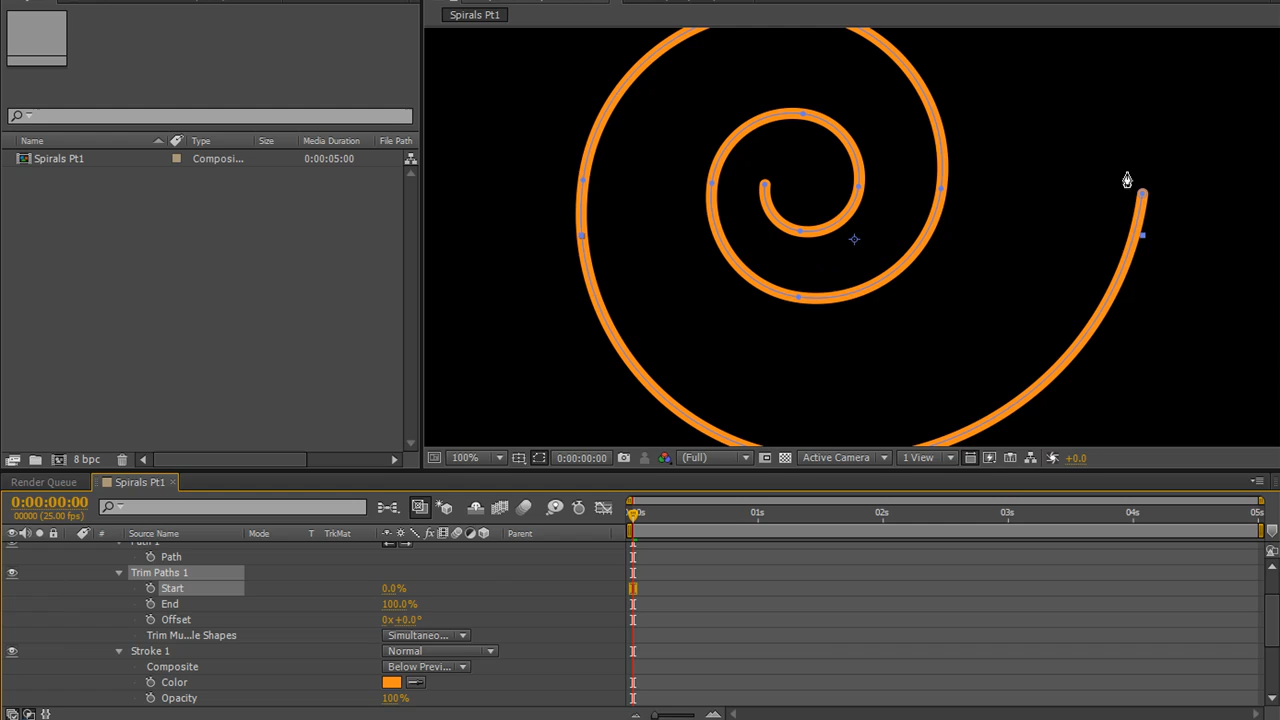 Spirals Pt1
Name
Type
Size
Media Duration
File Path
Spirals Pt1
Composi...
0:00:05:00
8 bpc
100%
0:00:00:00
(Full)
Active Camera
1 View
+0.0
Render Queue
Spirals Pt1
0:00:00:00
00000 (25.00 fps)
01s
02s
03s
04s
05s
#
Source Name
Mode
T
TrkMat
Parent
Path
Trim Paths 1
Start
0.0%
End
100.0%
Offset
0x+0.0°
Trim Mu...le Shapes
Simultaneo...
Stroke 1
Normal
Composite
Below Previ...
Color
Opacity
100%